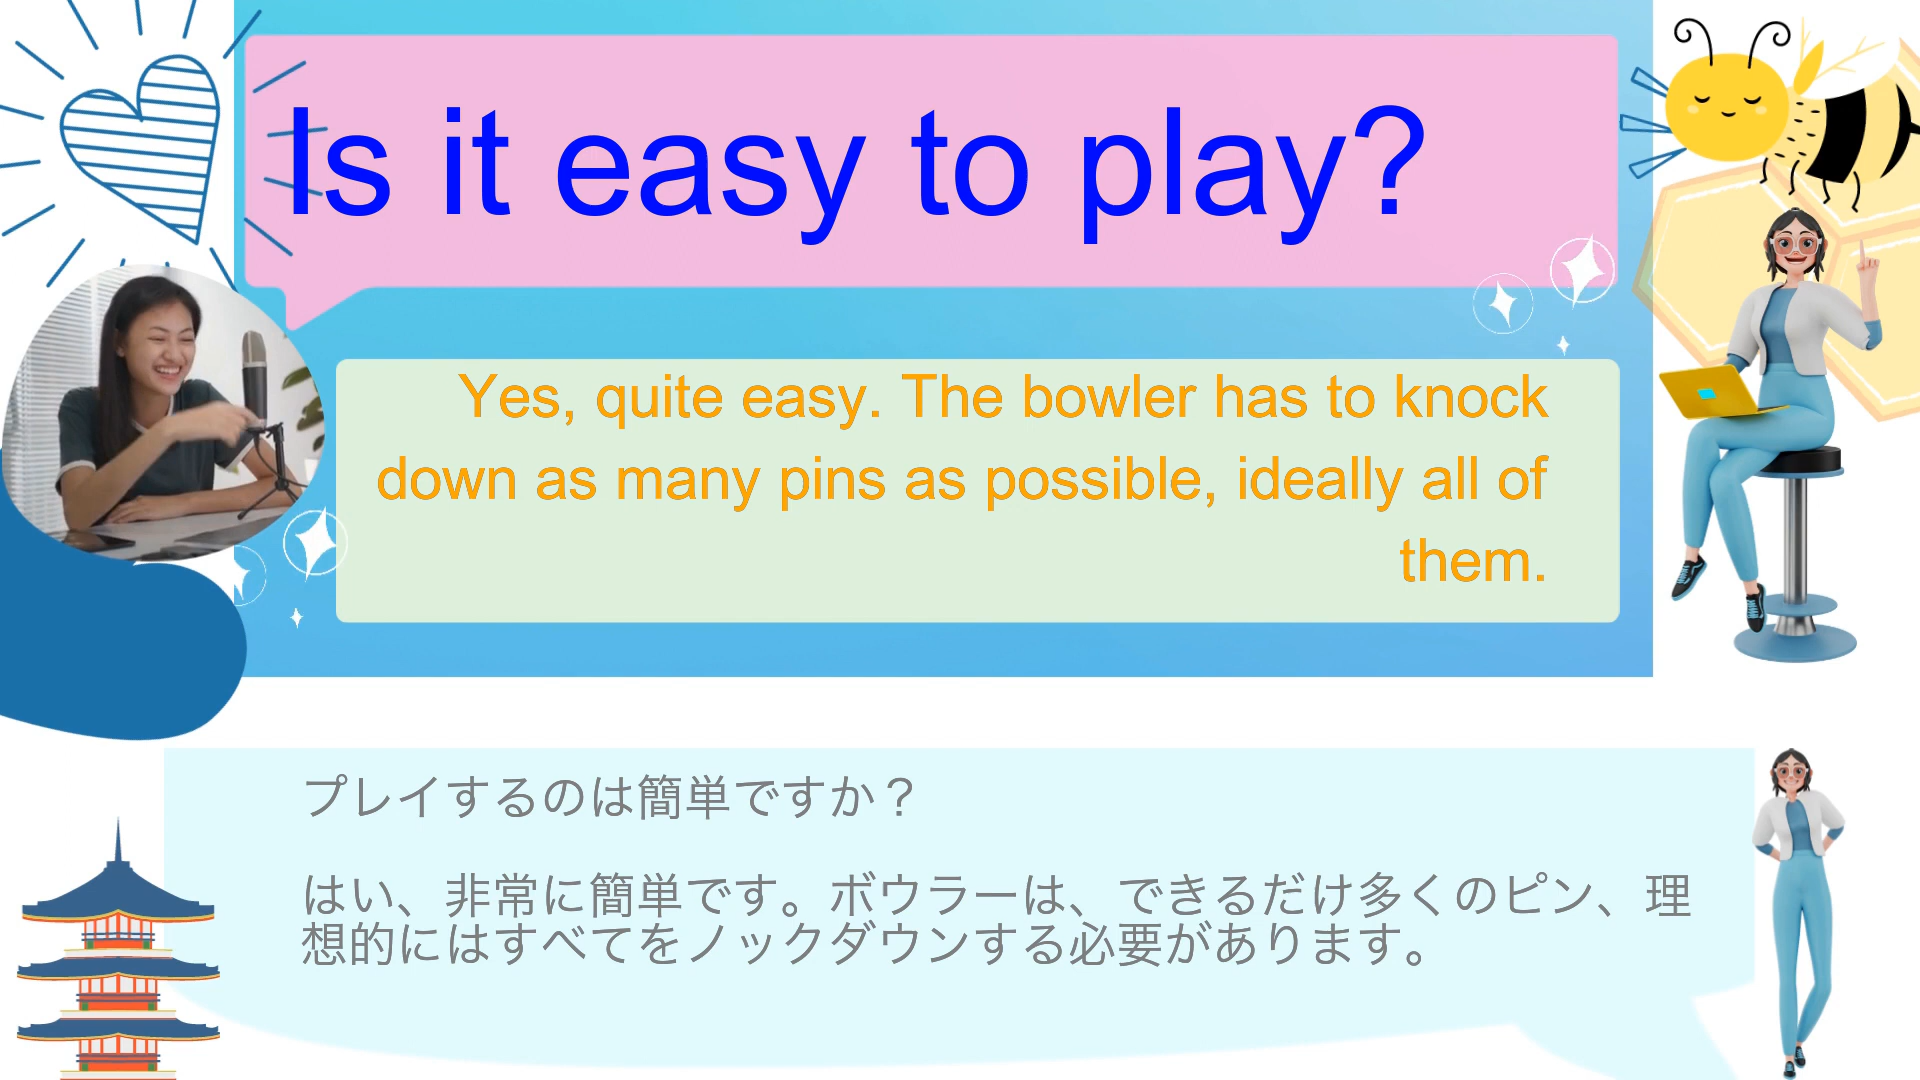 Is it easy to play?
Yes, quite easy. The bowler has to knock
down as many pins as possible, ideally all of
them.
プレイするのは簡単ですか？
はい、非常に簡単です。ボウラーは、できるだけ多くのピン、理
想的にはすべてをノックダウンする必要があります。